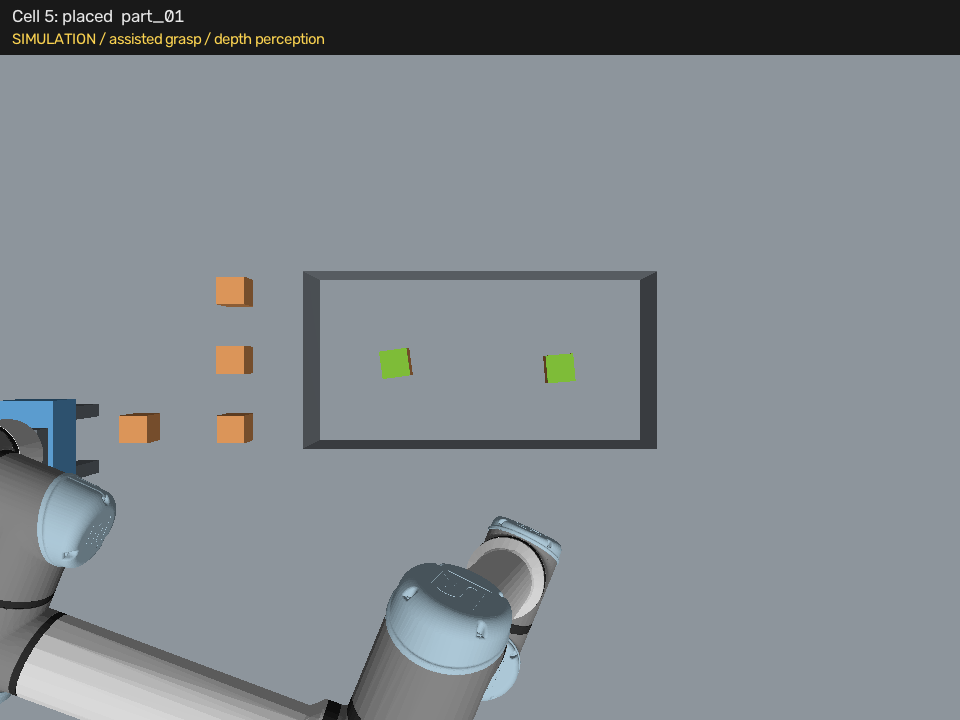 Cell 5: placed part_01
SIMULATION / assisted grasp / depth perception